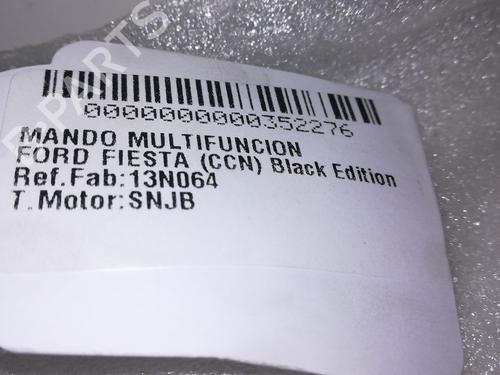 0000000000352276
MANDO MULTIFUNCION
FORD FIESTA (CCN) Black Edition
Ref.Fab:13N064
T.Motor:SNJB